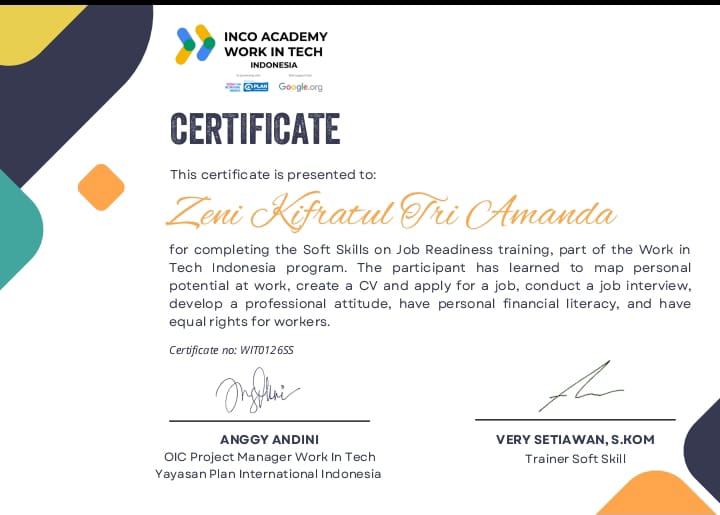 INCO ACADEMY
WORK IN TECH
INDONESIA
PLAN
Google.org
CERTIFICATE
This certificate is presented to:
Zeni Kifratul Tri Amanda
for completing the Soft Skills on Job Readiness training, part of the Work in
Tech Indonesia program. The participant has learned to map personal
potential at work, create a CV and apply for a job, conduct a job interview,
develop a professional attitude, have personal financial literacy, and have
equal rights for workers.
Certificate no: WIT0126SS
ANGGY ANDINI
OIC Project Manager Work In Tech
Yayasan Plan International Indonesia
VERY SETIAWAN, S.KOM
Trainer Soft Skill